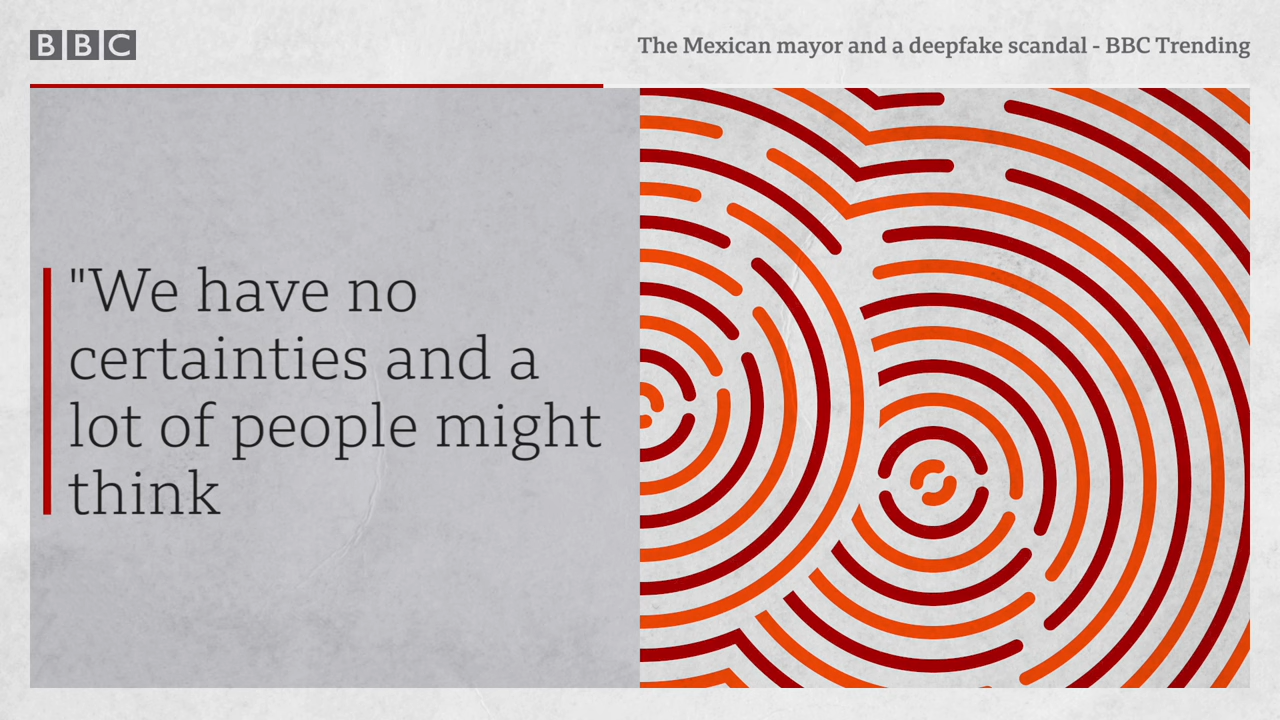 BBC
The Mexican mayor and a deepfake scandal - BBC Trending
"We have no
certainties and a
lot of people might
think